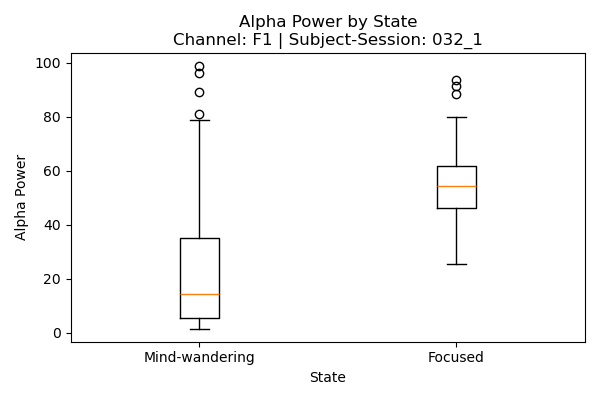 Alpha Power by State
Channel: F1 | Subject-Session: 032_1
100
80
60
40
20
0
Alpha Power
Mind-wandering
Focused
State